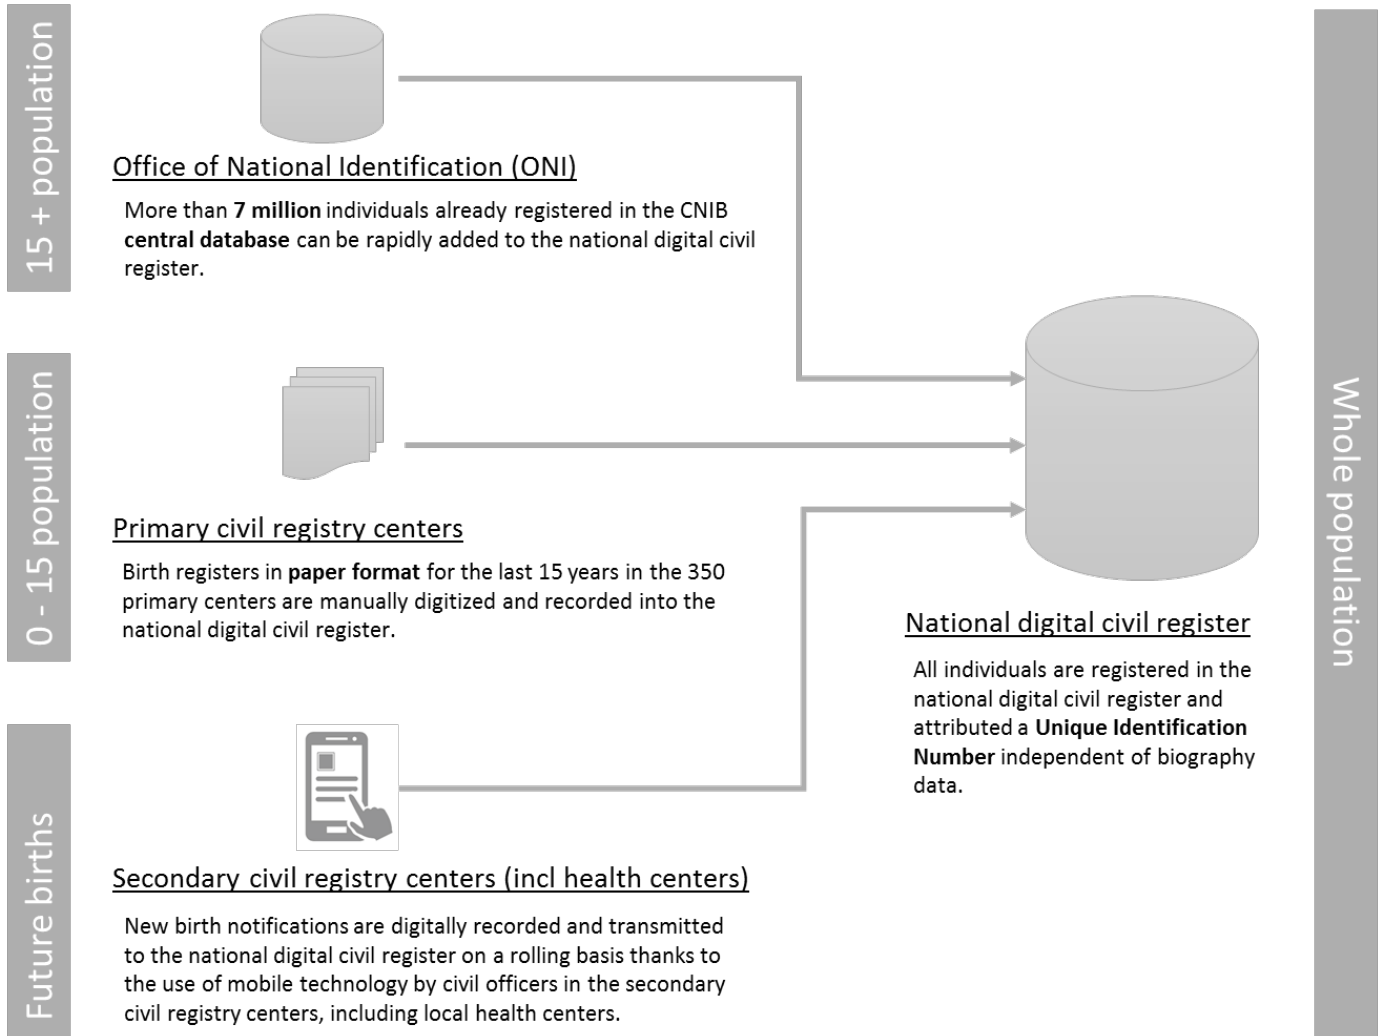 15 + population
Office of National Identification (ONI)
More than 7 million individuals already registered in the CNIB
central database can be rapidly added to the national digital civil
register.
0 - 15 population
Primary civil registry centers
Birth registers in paper format for the last 15 years in the 350
primary centers are manually digitized and recorded into the
national digital civil register.
Future births
Secondary civil registry centers (incl health centers)
New birth notifications are digitally recorded and transmitted
to the national digital civil register on a rolling basis thanks to
the use of mobile technology by civil officers in the secondary
civil registry centers, including local health centers.
National digital civil register
All individuals are registered in the
national digital civil register and
attributed a Unique Identification
Number independent of biography
data.
Whole population